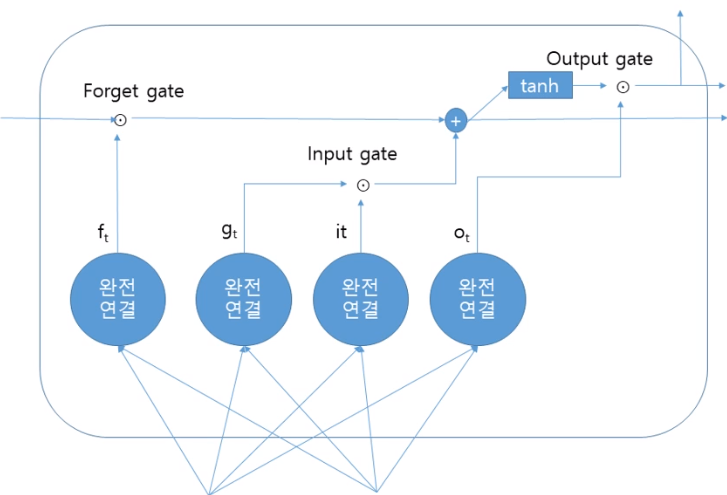 Output gate
tanh
Forget gate
⊙
⊙
+
Input gate
⊙
fₜ
gₜ
it
oₜ
완전
연결
완전
연결
완전
연결
완전
연결